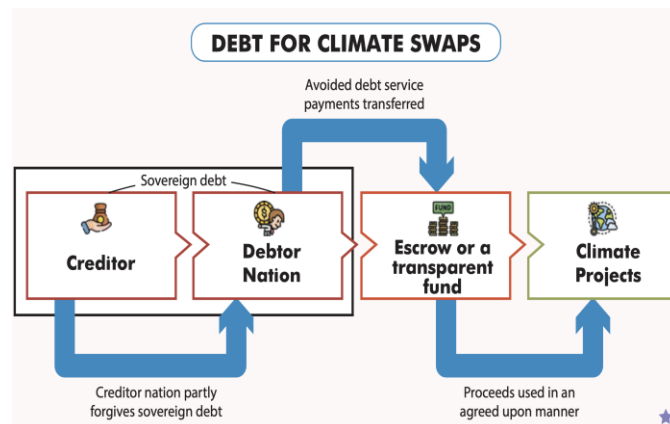 DEBT FOR CLIMATE SWAPS
Avoided debt service
payments transferred
Sovereign debt
Creditor
Debtor
Nation
FUND
Escrow or a
transparent
fund
Climate
Projects
Creditor nation partly
forgives sovereign debt
Proceeds used in an
agreed upon manner